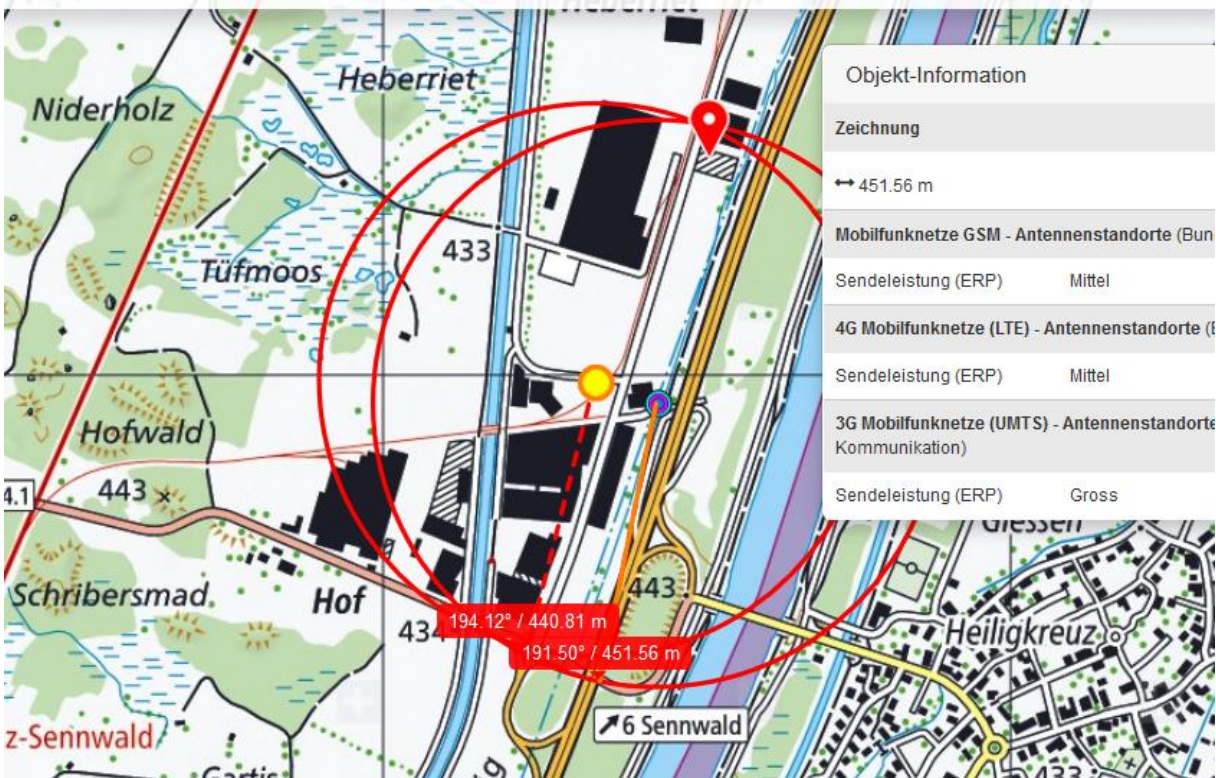 Heberriet
Heberriet
Niderholz
433
Tüfmoos
Hofwald
443
4.1
Schribersmad
Hof
434
443
194.12° / 440.81 m
191.50° / 451.56 m
6 Sennwald
z-Sennwald
Gartis
Giessen
Heiligkreuz
433
Objekt-Information
Zeichnung
451.56 m
Mobilfunknetze GSM - Antennenstandorte (Bun
Sendeleistung (ERP) Mittel
4G Mobilfunknetze (LTE) - Antennenstandorte (B
Sendeleistung (ERP) Mittel
3G Mobilfunknetze (UMTS) - Antennenstandorte
Kommunikation)
Sendeleistung (ERP) Gross